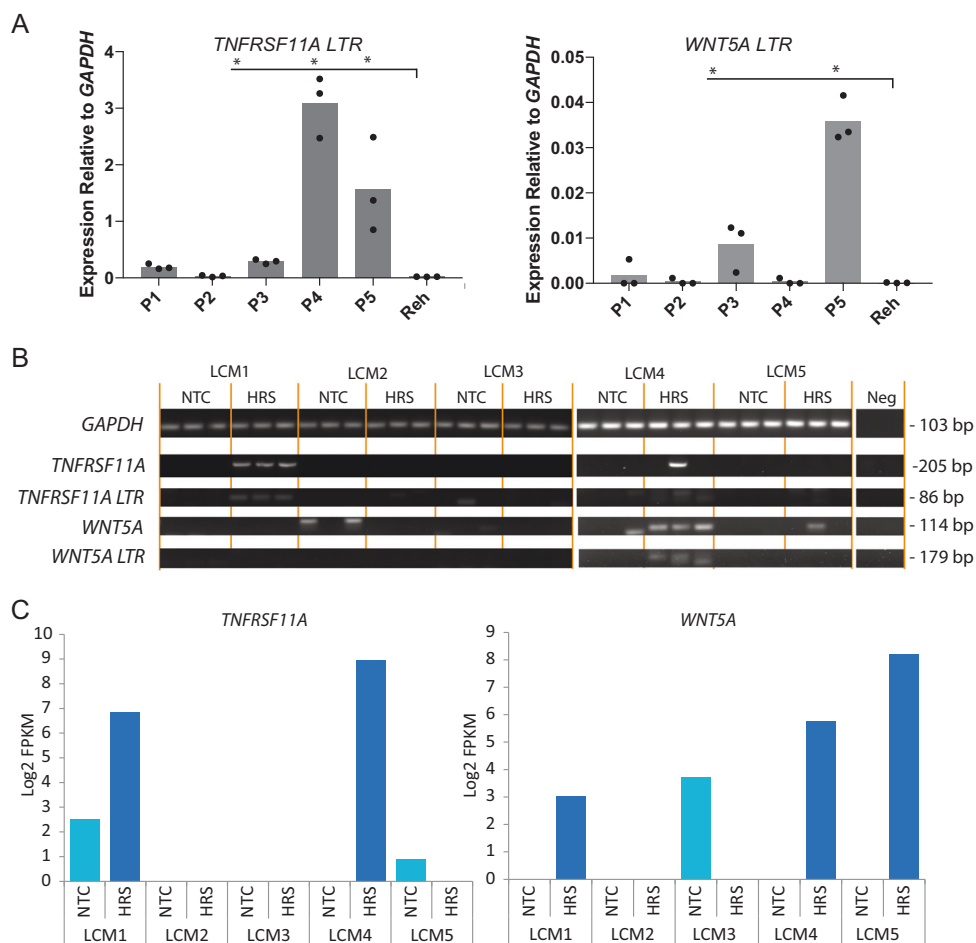 A
TNFRSF11A LTR
Expression Relative to GAPDH
4
3
2
1
0
* * *
P1 P2 P3 P4 P5 Reh
WNT5A LTR
Expression Relative to GAPDH
0.05
0.04
0.03
0.02
0.01
0.00
* *
P1 P2 P3 P4 P5 Reh
B
LCM1 LCM2 LCM3 LCM4 LCM5
NTC HRS NTC HRS NTC HRS NTC HRS NTC HRS Neg
GAPDH - 103 bp
TNFRSF11A -205 bp
TNFRSF11A LTR - 86 bp
WNT5A - 114 bp
WNT5A LTR - 179 bp
C
TNFRSF11A
Log2 FPKM
10
9
8
7
6
5
4
3
2
1
0
NTC HRS NTC HRS NTC HRS NTC HRS NTC HRS
LCM1 LCM2 LCM3 LCM4 LCM5
WNT5A
Log2 FPKM
9
8
7
6
5
4
3
2
1
0
NTC HRS NTC HRS NTC HRS NTC HRS NTC HRS
LCM1 LCM2 LCM3 LCM4 LCM5